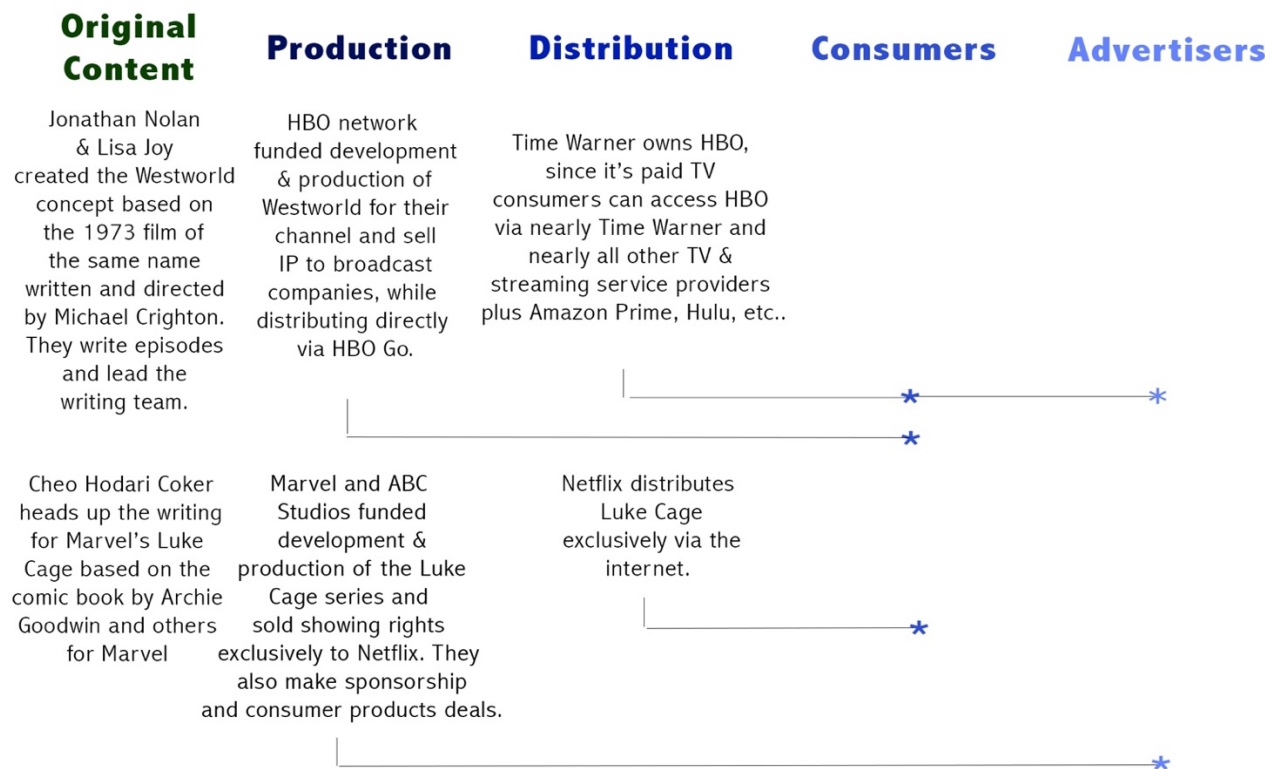 Original
Content
Production
Distribution
Consumers
Advertisers
Jonathan Nolan
& Lisa Joy
created the Westworld
concept based on
the 1973 film of
the same name
written and directed
by Michael Crighton.
They write episodes
and lead the
writing team.
HBO network
funded development
& production of
Westworld for their
channel and sell
IP to broadcast
companies, while
distributing directly
via HBO Go.
Time Warner owns HBO,
since it's paid TV
consumers can access HBO
via nearly Time Warner and
nearly all other TV &
streaming service providers
plus Amazon Prime, Hulu, etc..
*
*
*
Cheo Hodari Coker
heads up the writing
for Marvel's Luke
Cage based on the
comic book by Archie
Goodwin and others
for Marvel
Marvel and ABC
Studios funded
development &
production of the Luke
Cage series and
sold showing rights
exclusively to Netflix. They
also make sponsorship
and consumer products deals.
Netflix distributes
Luke Cage
exclusively via the
internet.
*
*